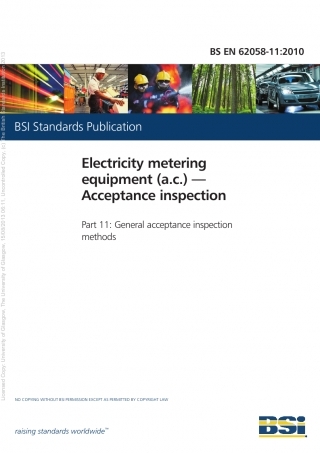 BS EN 62058-11:2010
BSI Standards Publication
Electricity metering
equipment (a.c.) —
Acceptance inspection
Part 11: General acceptance inspection
methods
NO COPYING WITHOUT BSI PERMISSION EXCEPT AS PERMITTED BY COPYRIGHT LAW
raising standards worldwide™
BSI